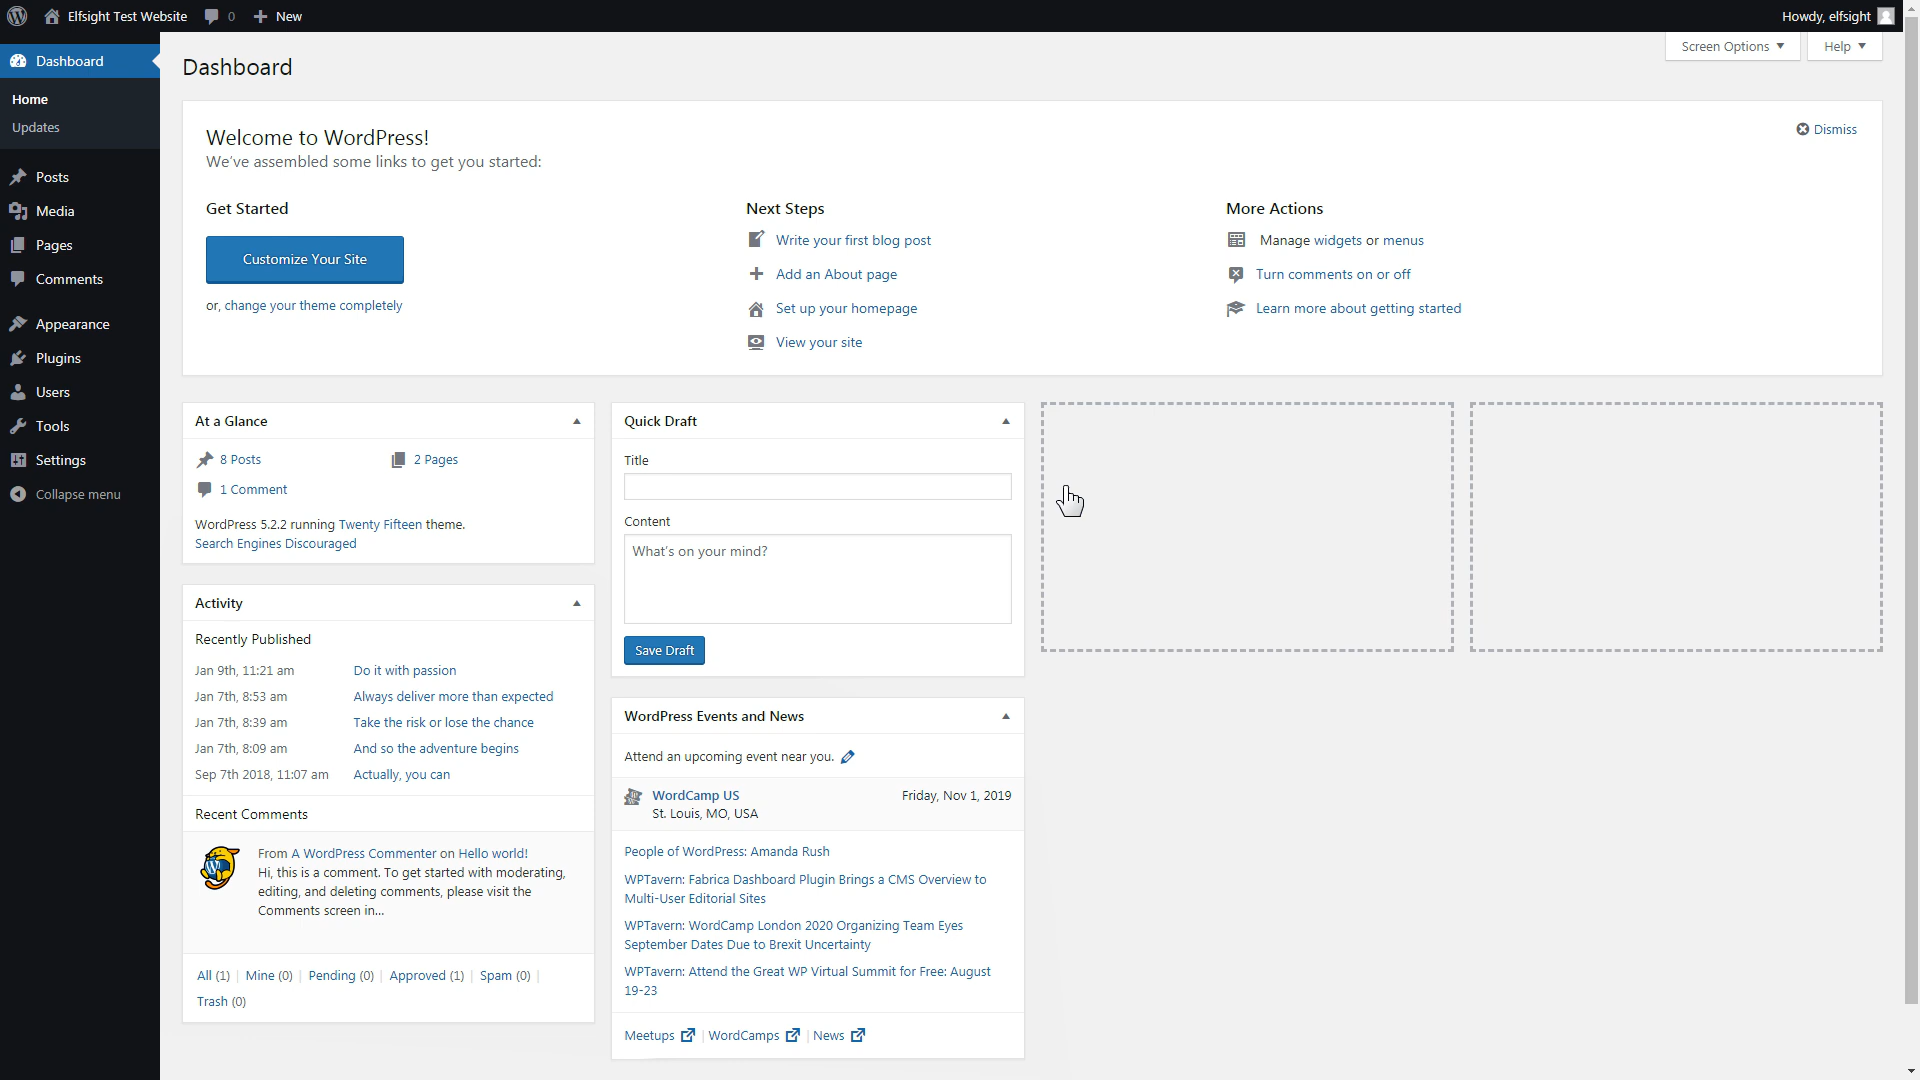 Elfsight Test Website 0 New Howdy, elfsight
Screen Options Help
Dashboard
Home
Updates
Posts
Media
Pages
Comments
Appearance
Plugins
Users
Tools
Settings
Collapse menu
Dashboard
Welcome to WordPress!
We've assembled some links to get you started:
Dismiss
Get Started
Customize Your Site
or, change your theme completely
Next Steps
Write your first blog post
Add an About page
Set up your homepage
View your site
More Actions
Manage widgets or menus
Turn comments on or off
Learn more about getting started
At a Glance
8 Posts 2 Pages
1 Comment
WordPress 5.2.2 running Twenty Fifteen theme.
Search Engines Discouraged
Activity
Recently Published
Jan 9th, 11:21 am Do it with passion
Jan 7th, 8:53 am Always deliver more than expected
Jan 7th, 8:39 am Take the risk or lose the chance
Jan 7th, 8:09 am And so the adventure begins
Sep 7th 2018, 11:07 am Actually, you can
Recent Comments
From A WordPress Commenter on Hello world!
Hi, this is a comment. To get started with moderating,
editing, and deleting comments, please visit the
Comments screen in...
All (1) | Mine (0) | Pending (0) | Approved (1) | Spam (0) |
Trash (0)
Quick Draft
Title
Content
What's on your mind?
Save Draft
WordPress Events and News
Attend an upcoming event near you.
WordCamp US Friday, Nov 1, 2019
St. Louis, MO, USA
People of WordPress: Amanda Rush
WPTavern: Fabrica Dashboard Plugin Brings a CMS Overview to
Multi-User Editorial Sites
WPTavern: WordCamp London 2020 Organizing Team Eyes
September Dates Due to Brexit Uncertainty
WPTavern: Attend the Great WP Virtual Summit for Free: August
19-23
Meetups | WordCamps | News